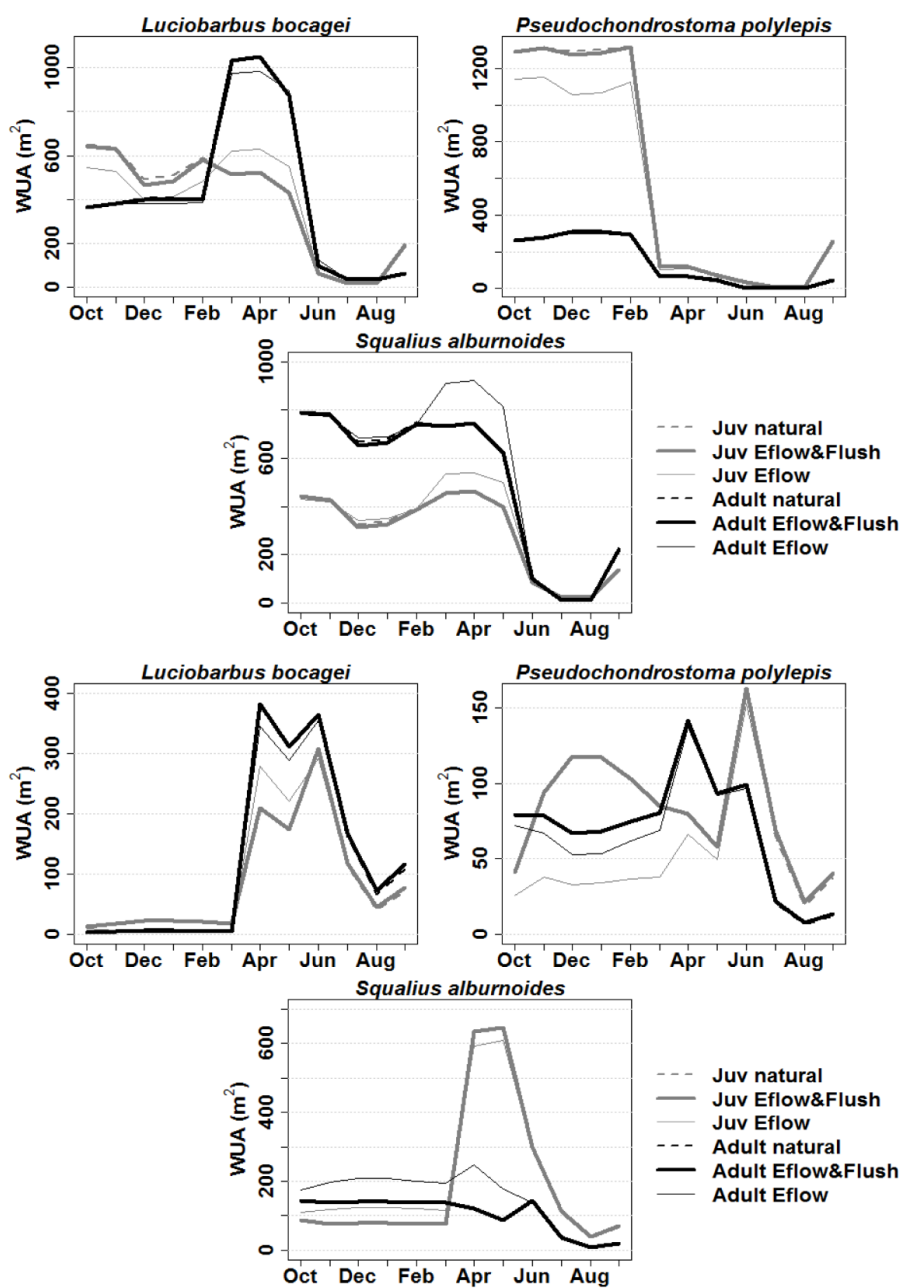 Luciobarbus bocagei
WUA (m²)
1000
600
200
0
Oct Dec Feb Apr Jun Aug
Pseudochondrostoma polylepis
WUA (m²)
1200
800
400
0
Oct Dec Feb Apr Jun Aug
Squalius alburnoides
WUA (m²)
1000
600
200
0
Oct Dec Feb Apr Jun Aug
Juv natural
Juv Eflow&Flush
Juv Eflow
Adult natural
Adult Eflow&Flush
Adult Eflow
Luciobarbus bocagei
WUA (m²)
400
300
200
100
0
Oct Dec Feb Apr Jun Aug
Pseudochondrostoma polylepis
WUA (m²)
150
100
50
0
Oct Dec Feb Apr Jun Aug
Squalius alburnoides
WUA (m²)
600
400
200
0
Oct Dec Feb Apr Jun Aug
Juv natural
Juv Eflow&Flush
Juv Eflow
Adult natural
Adult Eflow&Flush
Adult Eflow